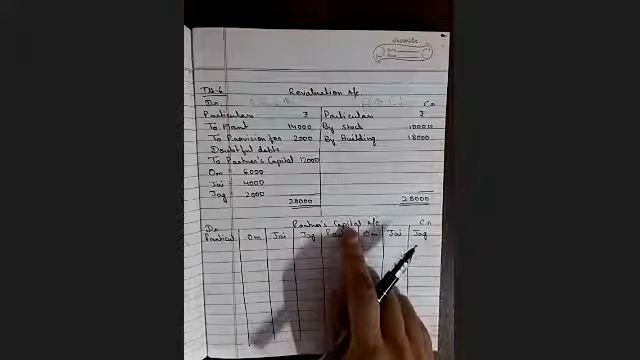 Ill-6 Revaluation A/c
Dr. Cr
Particulars ₹ Particulars ₹
To Plant 14000 By Stock 10000
To Provision for 2000 By Building 18000
Doubtful debts
To Partner's Capital 12000
Om = 6000
Jai = 4000
Jag = 2000
28000 28000
Dr Partner's Capital A/c Cr
Particul Om Jai Jag Om Jai Jag